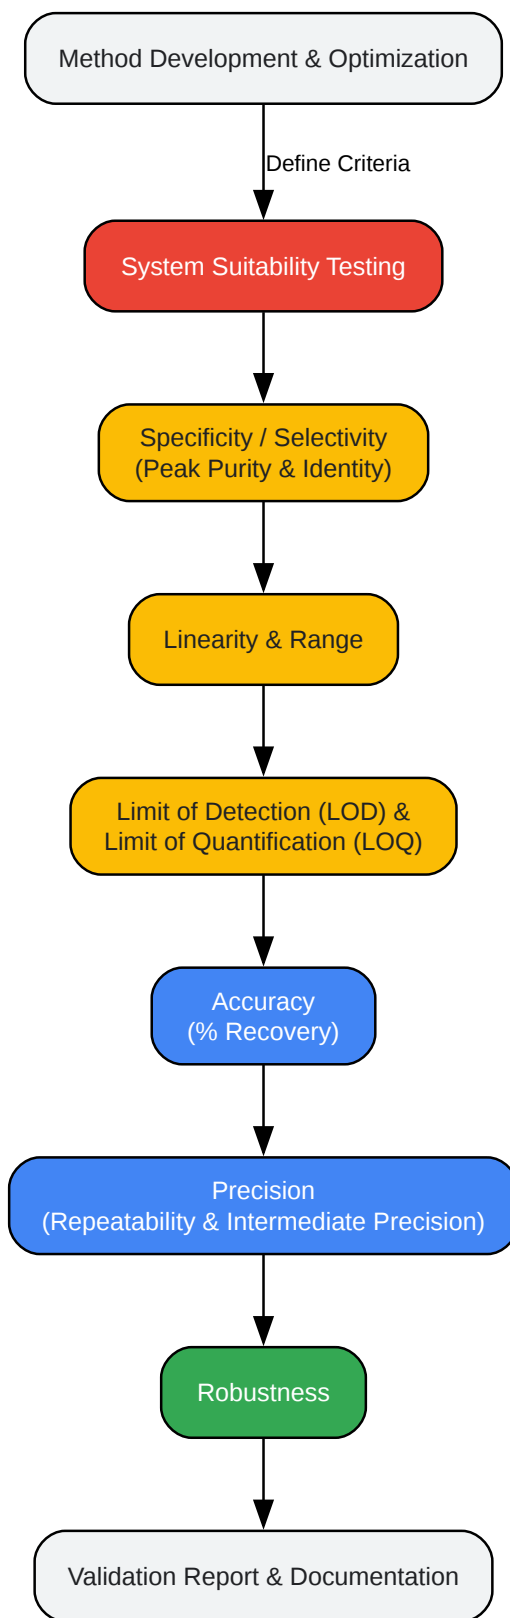 Method Development & Optimization
Define Criteria
System Suitability Testing
Specificity / Selectivity
(Peak Purity & Identity)
Linearity & Range
Limit of Detection (LOD) &
Limit of Quantification (LOQ)
Accuracy
(% Recovery)
Precision
(Repeatability & Intermediate Precision)
Robustness
Validation Report & Documentation